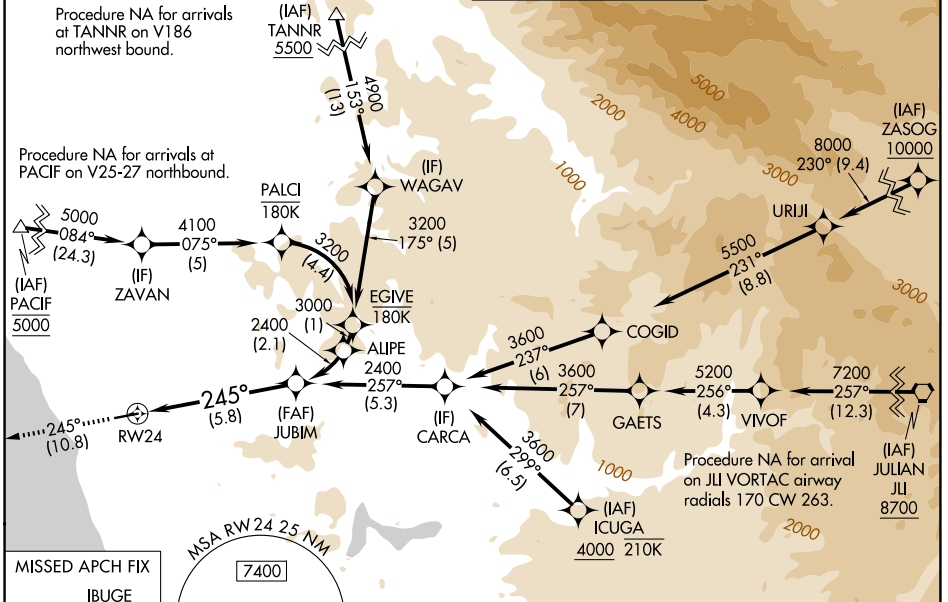 Procedure NA for arrivals
at TANNR on V186
northwest bound.
(IAF)
TANNR
5500
4900
153°
(13)
5000
2000
4000
1000
3000
(IAF)
ZASOG
10000
8000
230° (9.4)
Procedure NA for arrivals at
PACIF on V25-27 northbound.
(IF)
WAGAV
PALCI
180K
URIJI
5000
084°
(24.3)
4100
075°
(5)
3200
(4.4)
3200
175° (5)
5500
231°
(8.8)
(IF)
ZAVAN
(IAF)
PACIF
5000
3000
EGIVE
180K
3000
(1)
2400
(2.1)
ALIPE
COGID
3600
237°
(6)
2400
257°
(5.3)
3600
257°
(7)
5200
256°
(4.3)
7200
257°
(12.3)
245°
(5.8)
(FAF)
JUBIM
(IF)
CARCA
GAETS
VIVOF
245°
(10.8)
RW24
(IAF)
JULIAN
JLI
8700
3600
299°
(6.5)
1000
Procedure NA for arrival
on JLI VORTAC airway
radials 170 CW 263.
(IAF)
ICUGA
4000 210K
2000
MSA RW24 25 NM
7400
MISSED APCH FIX
IBUGE